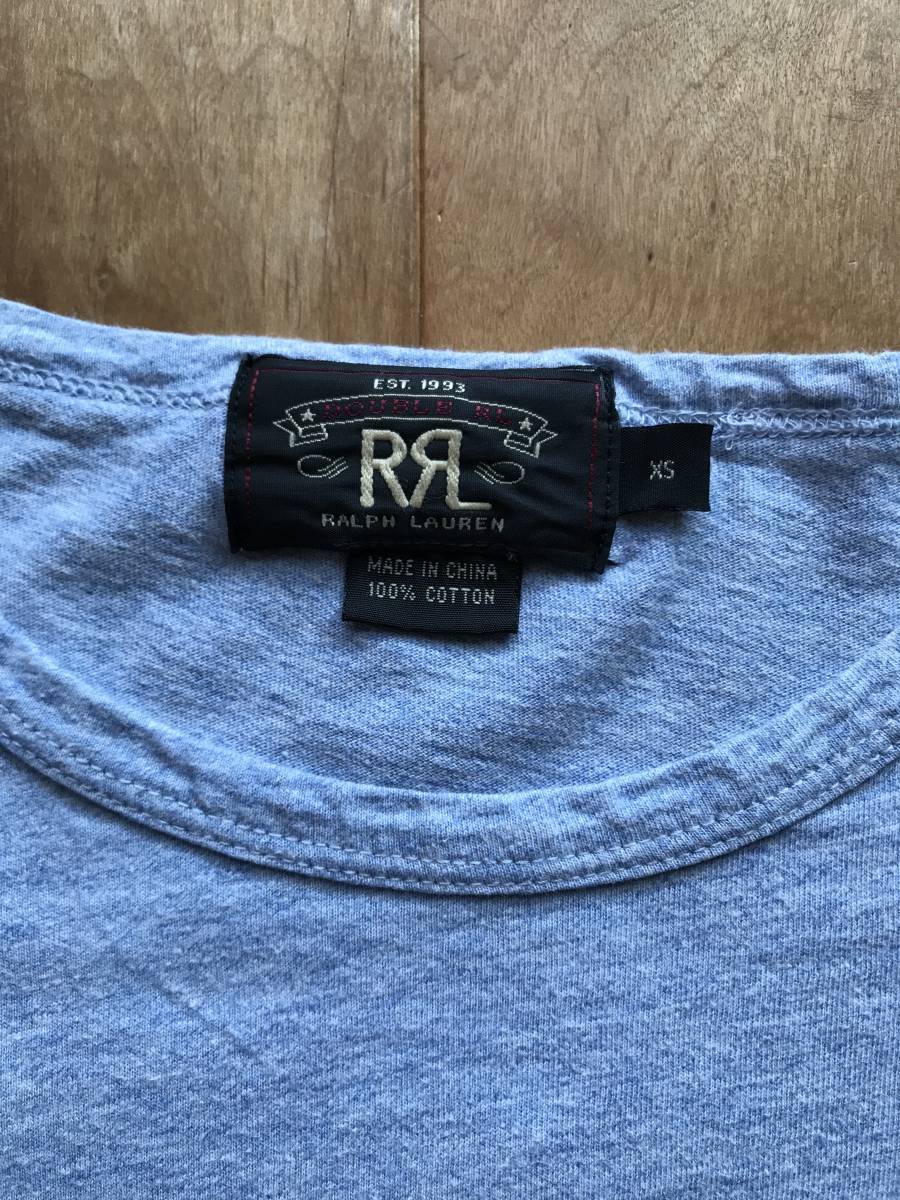 EST. 1993
DOUBLE RL
RRL
RALPH LAUREN
XS
MADE IN CHINA
100% COTTON